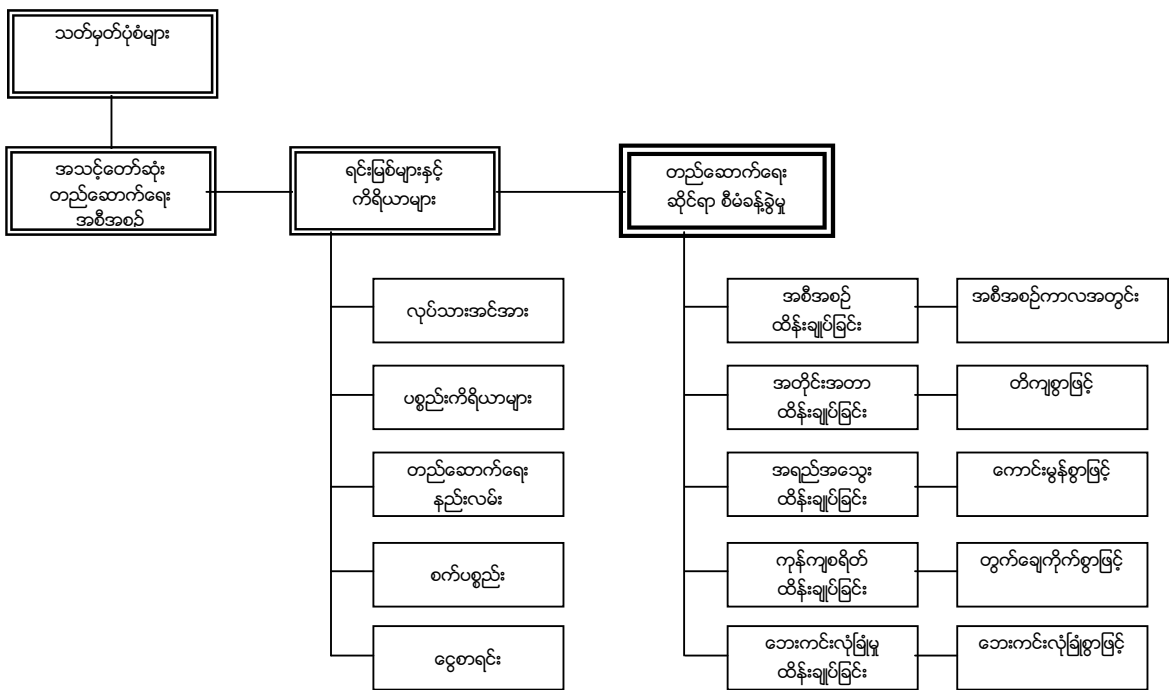 သတ်မှတ်ပုံစံများ
အသင့်တော်ဆုံး
တည်ဆောက်ရေး
အစီအစဉ်
ရင်းမြစ်များနှင့်
ကိရိယာများ
တည်ဆောက်ရေး
ဆိုင်ရာ စီမံခန့်ခွဲမှု
လုပ်သားအင်အား
ပစ္စည်းကိရိယာများ
တည်ဆောက်ရေး
နည်းလမ်း
စက်ပစ္စည်း
ငွေစာရင်း
အစီအစဉ်
ထိန်းချုပ်ခြင်း
အစီအစဉ်ကာလအတွင်း
အတိုင်းအတာ
ထိန်းချုပ်ခြင်း
တိကျစွာဖြင့်
အရည်အသွေး
ထိန်းချုပ်ခြင်း
ကောင်းမွန်စွာဖြင့်
ကုန်ကျစရိတ်
ထိန်းချုပ်ခြင်း
တွက်ချေကိုက်စွာဖြင့်
ဘေးကင်းလုံခြုံမှု
ထိန်းချုပ်ခြင်း
ဘေးကင်းလုံခြုံစွာဖြင့်